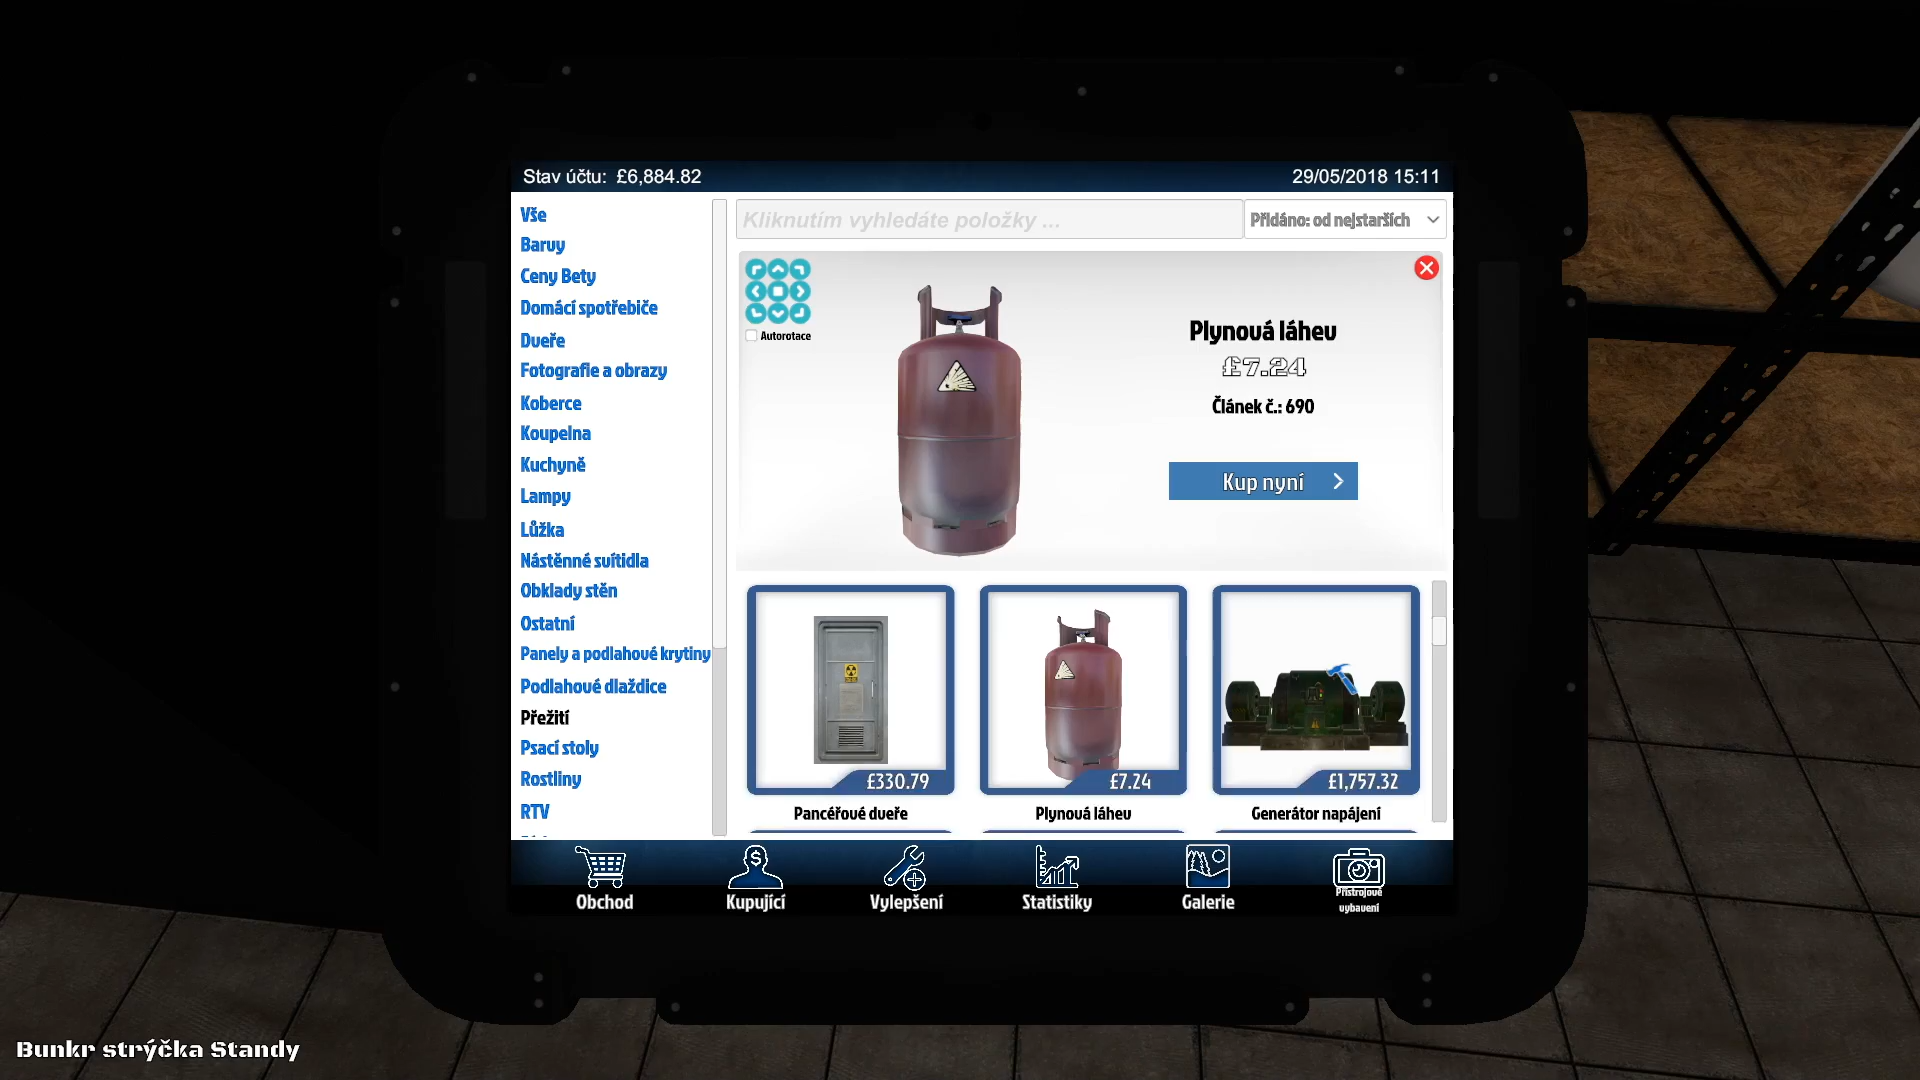 Stav účtu: £6,884.82
29/05/2018 15:11
Vše
Barvy
Ceny Bety
Domácí spotřebiče
Dveře
Fotografie a obrazy
Koberce
Koupelna
Kuchyně
Lampy
Lůžka
Nástěnné svítidla
Obklady stěn
Ostatní
Panely a podlahové krytiny
Podlahové dlaždice
Přežití
Psací stoly
Rostliny
RTV
Kliknutím vyhledáte položky ...
Přidáno: od nejstarších
Autorotace
Plynová láhev
£7.24
Článek č.: 690
Kup nyní
£330.79
£7.24
£1,757.32
Pancéřové dveře
Plynová láhev
Generátor napájení
Obchod
Kupující
Vylepšení
Statistiky
Galerie
Přístrojové
vybavení
Bunkr strýčka Standy